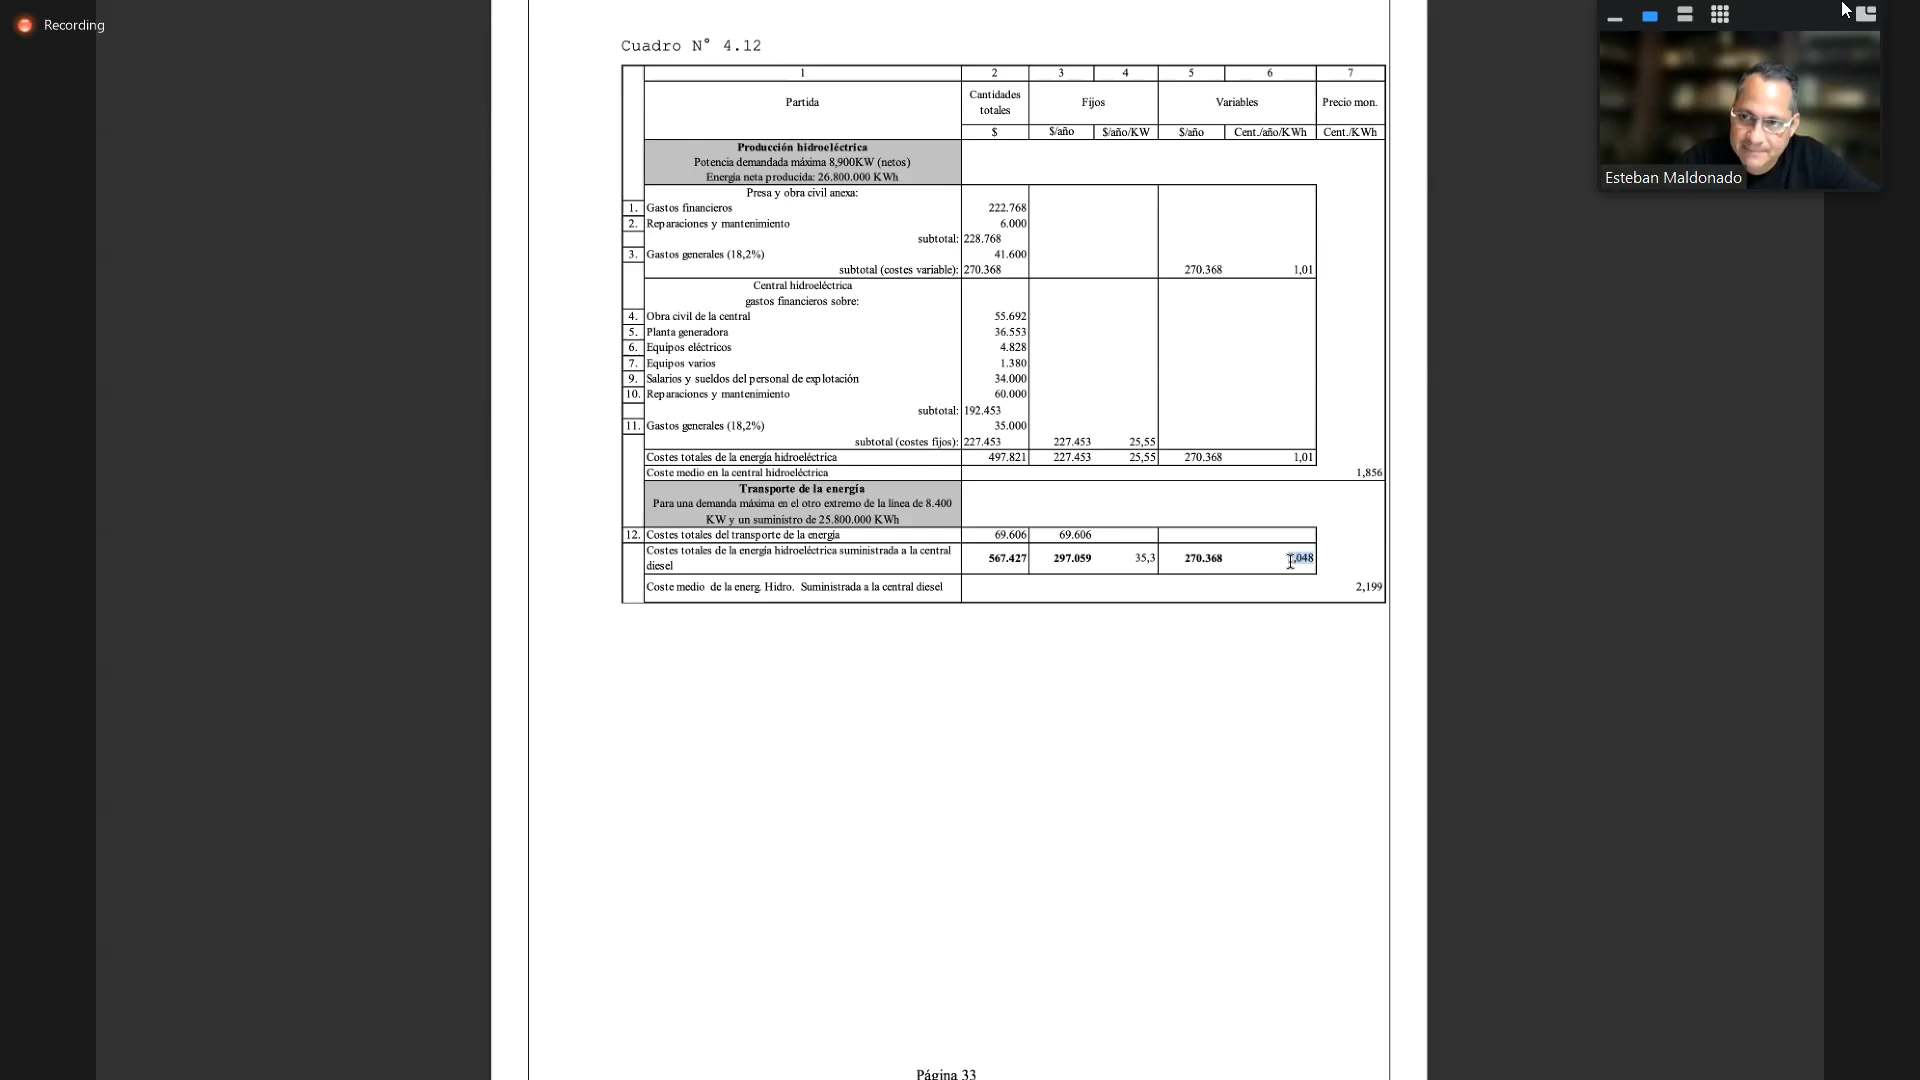 Recording
Esteban Maldonado
Cuadro N° 4.12
1 2 3 4 5 6 7
Partida Cantidades totales Fijos Variables Precio mon.
$ $/año $/año/KW $/año Cent./año/KWh Cent./KWh
Producción hidroeléctrica
Potencia demandada máxima 8,900KW (netos)
Energía neta producida: 26.800.000 KWh
Presa y obra civil anexa:
1. Gastos financieros 222.768
2. Reparaciones y mantenimiento 6.000
subtotal: 228.768
3. Gastos generales (18,2%) 41.600
subtotal (costes variable): 270.368 270.368 1,01
Central hidroeléctrica
gastos financieros sobre:
4. Obra civil de la central 55.692
5. Planta generadora 36.553
6. Equipos eléctricos 4.828
7. Equipos varios 1.380
9. Salarios y sueldos del personal de explotación 34.000
10. Reparaciones y mantenimiento 60.000
subtotal: 192.453
11. Gastos generales (18,2%) 35.000
subtotal (costes fijos): 227.453 227.453 25,55
Costes totales de la energía hidroeléctrica 497.821 227.453 25,55 270.368 1,01
Coste medio en la central hidroeléctrica 1,856
Transporte de la energía
Para una demanda máxima en el otro extremo de la línea de 8.400
KW y un suministro de 25.800.000 KWh
12. Costes totales del transporte de la energía 69.606 69.606
Costes totales de la energía hidroeléctrica suministrada a la central
diesel 567.427 297.059 35,3 270.368 ,048
Coste medio de la energ. Hidro. Suministrada a la central diesel 2,199
Página 33